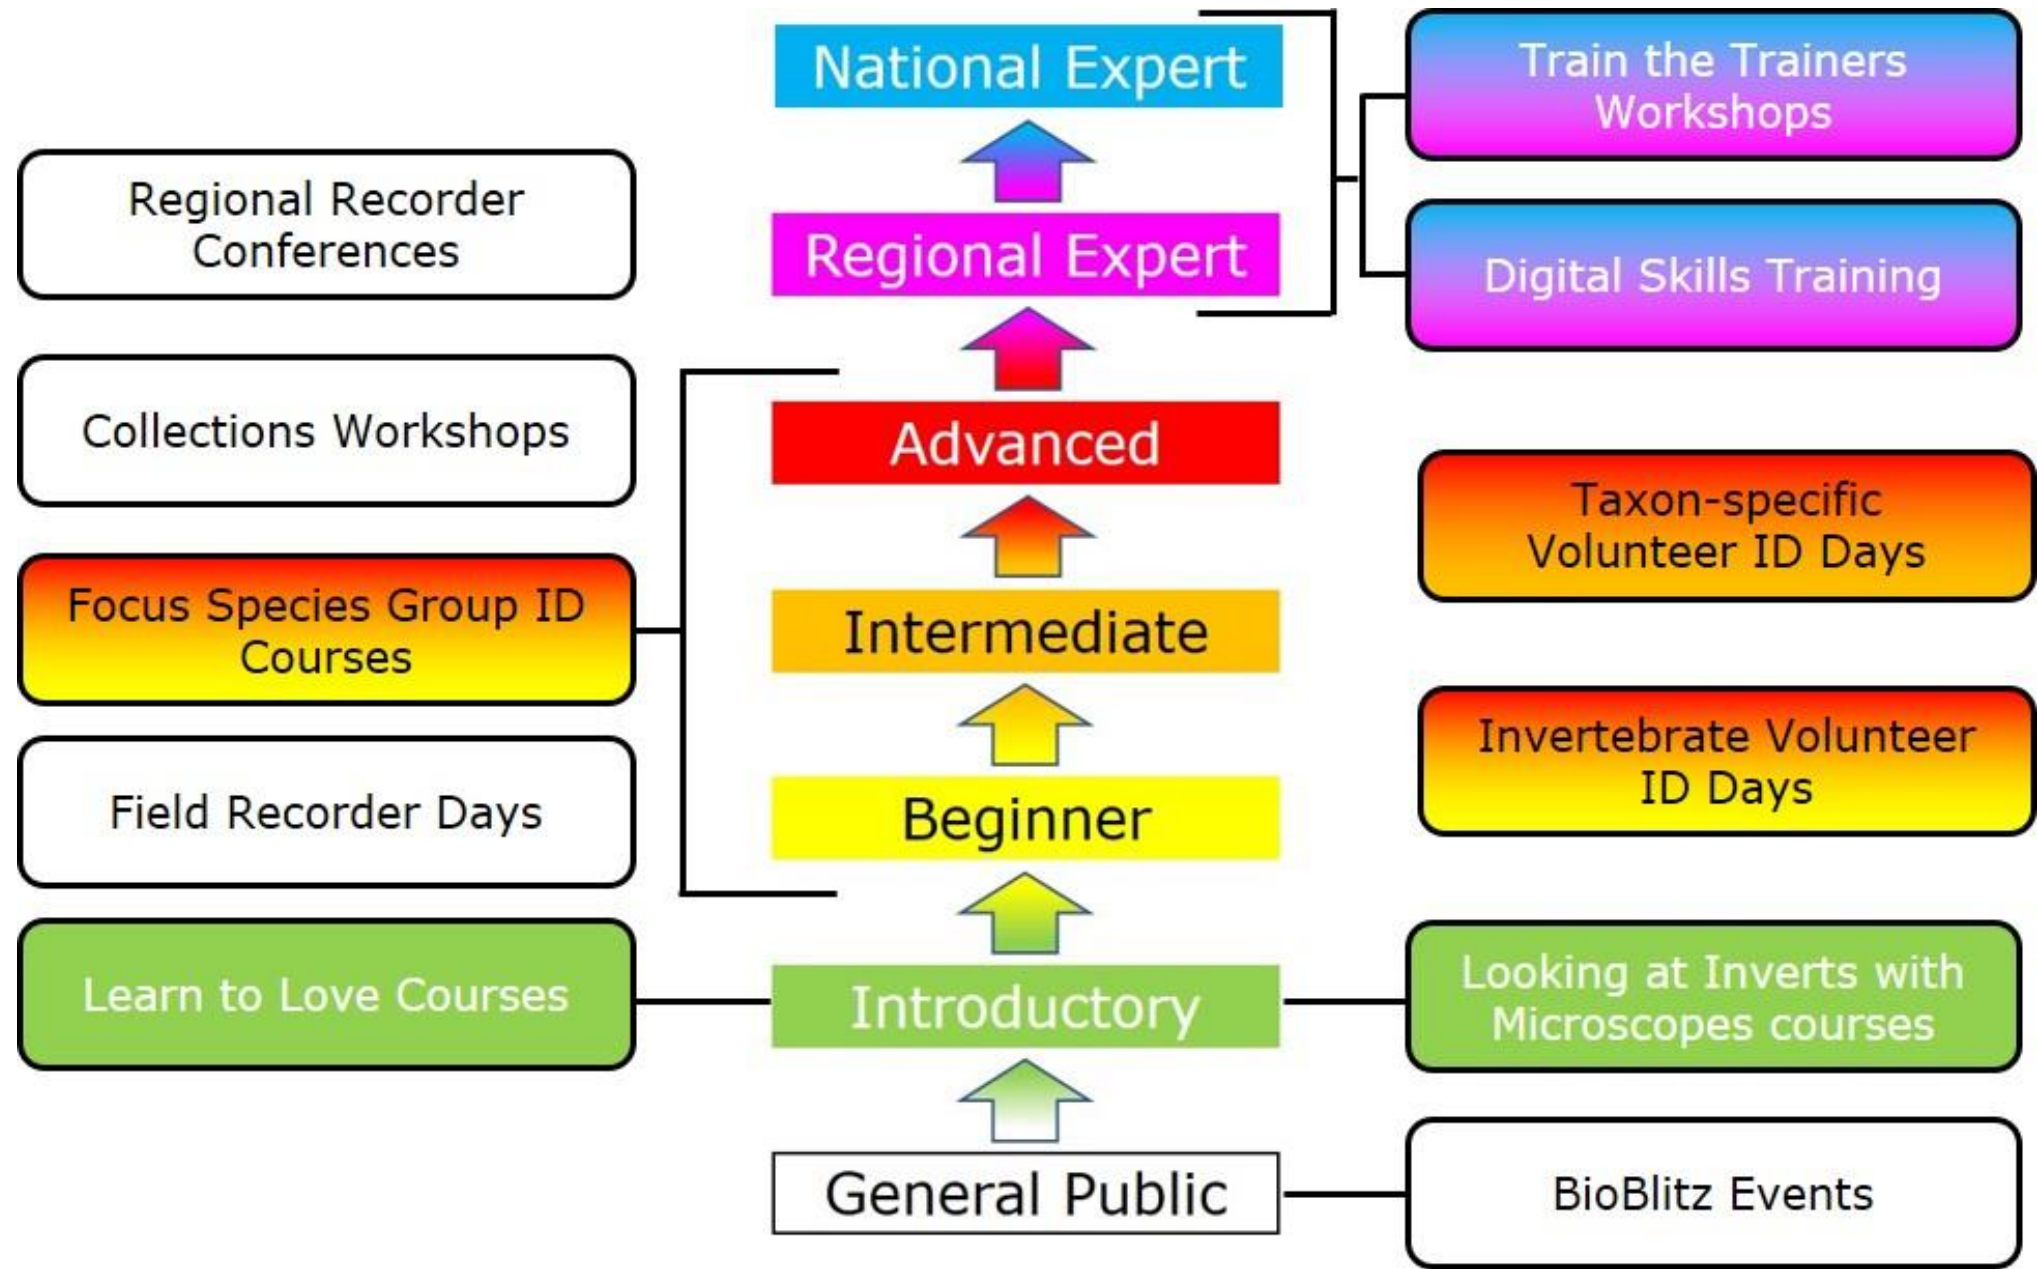 National Expert
Regional Expert
Advanced
Intermediate
Beginner
Introductory
General Public
Regional Recorder
Conferences
Collections Workshops
Focus Species Group ID
Courses
Field Recorder Days
Learn to Love Courses
Train the Trainers
Workshops
Digital Skills Training
Taxon-specific
Volunteer ID Days
Invertebrate Volunteer
ID Days
Looking at Inverts with
Microscopes courses
BioBlitz Events